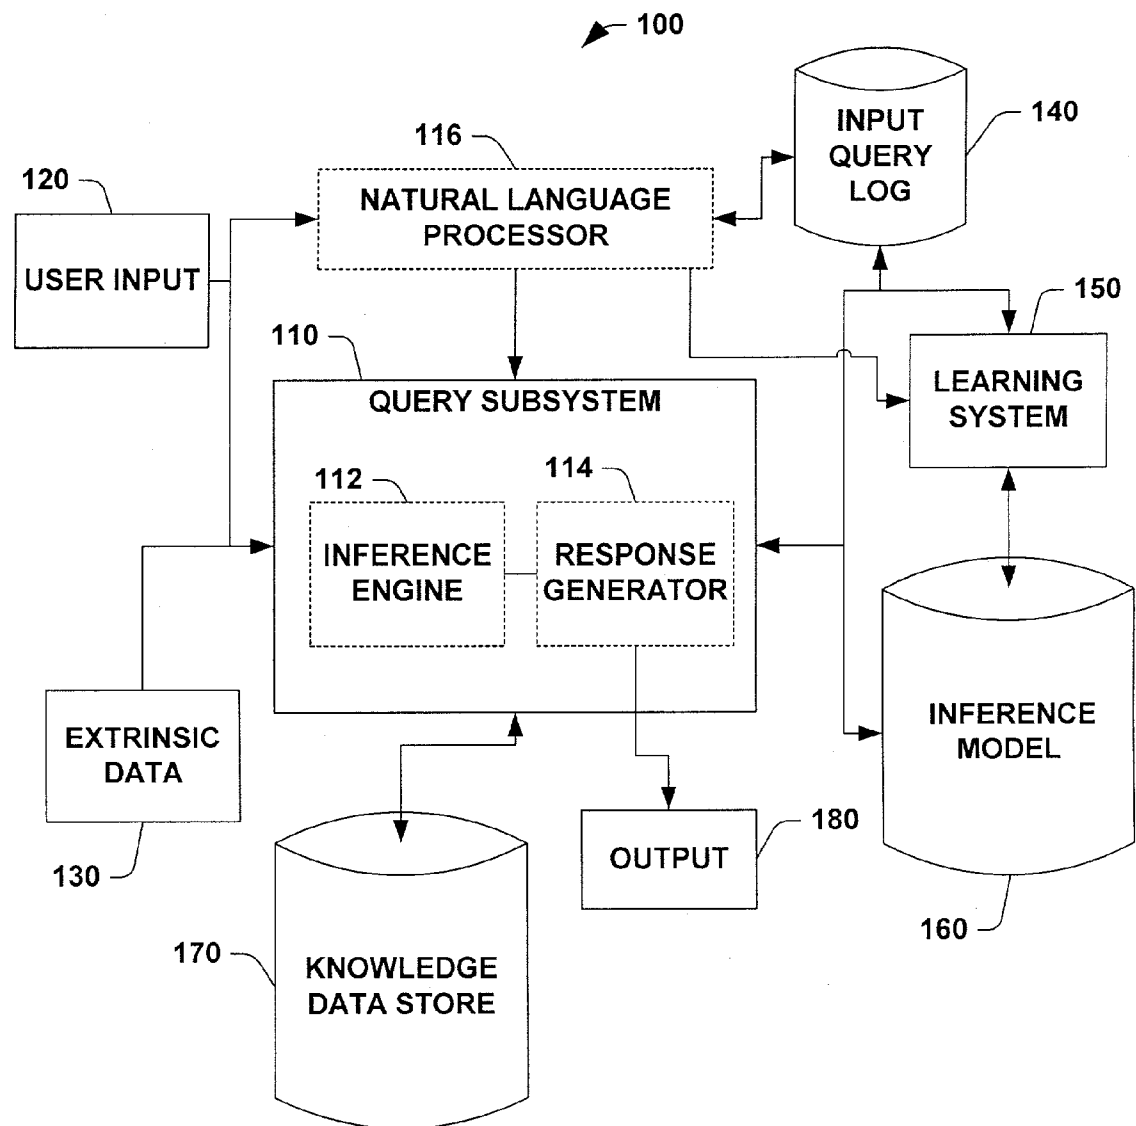 100
INPUT
QUERY
LOG
140
116
NATURAL LANGUAGE
PROCESSOR
120
USER INPUT
150
LEARNING
SYSTEM
110
QUERY SUBSYSTEM
112
INFERENCE
ENGINE
114
RESPONSE
GENERATOR
EXTRINSIC
DATA
130
INFERENCE
MODEL
160
OUTPUT
180
170
KNOWLEDGE
DATA STORE